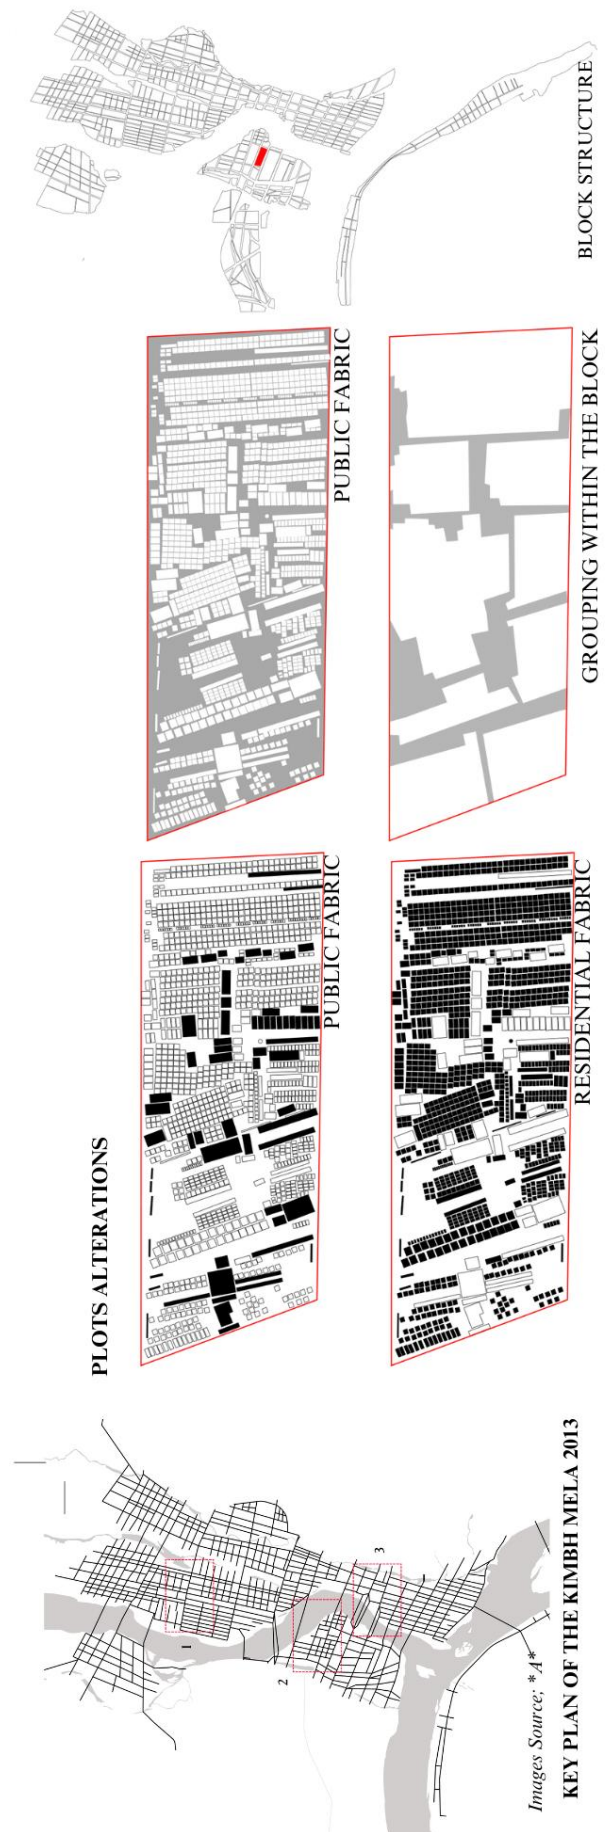 1
2
3
Images Source; *A*
KEY PLAN OF THE KIMBH MELA 2013
PLOTS ALTERATIONS
PUBLIC FABRIC
PUBLIC FABRIC
RESIDENTIAL FABRIC
GROUPING WITHIN THE BLOCK
BLOCK STRUCTURE